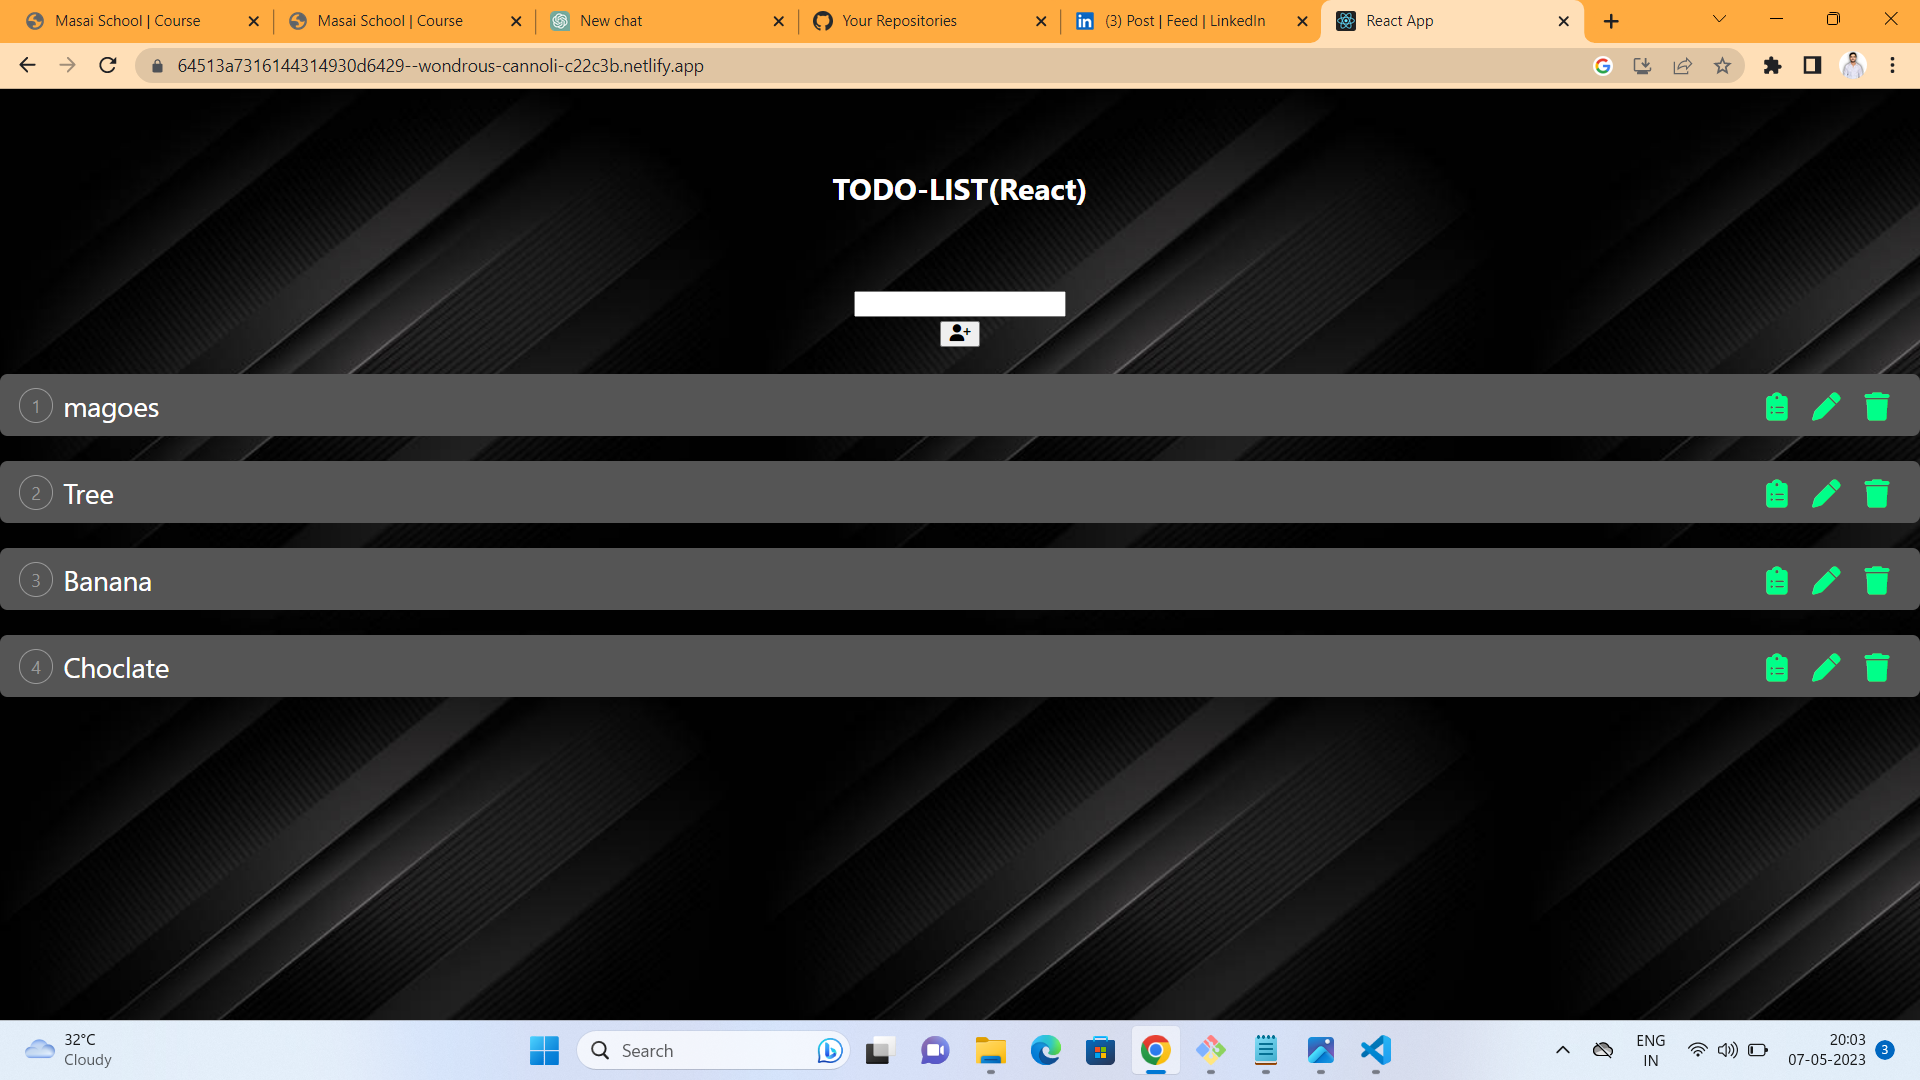 Masai School | Course
Masai School | Course
New chat
Your Repositories
(3) Post | Feed | LinkedIn
React App
64513a7316144314930d6429--wondrous-cannoli-c22c3b.netlify.app
TODO-LIST(React)
1 magoes
2 Tree
3 Banana
4 Choclate
32°C
Cloudy
Search
ENG
IN
20:03
07-05-2023
3